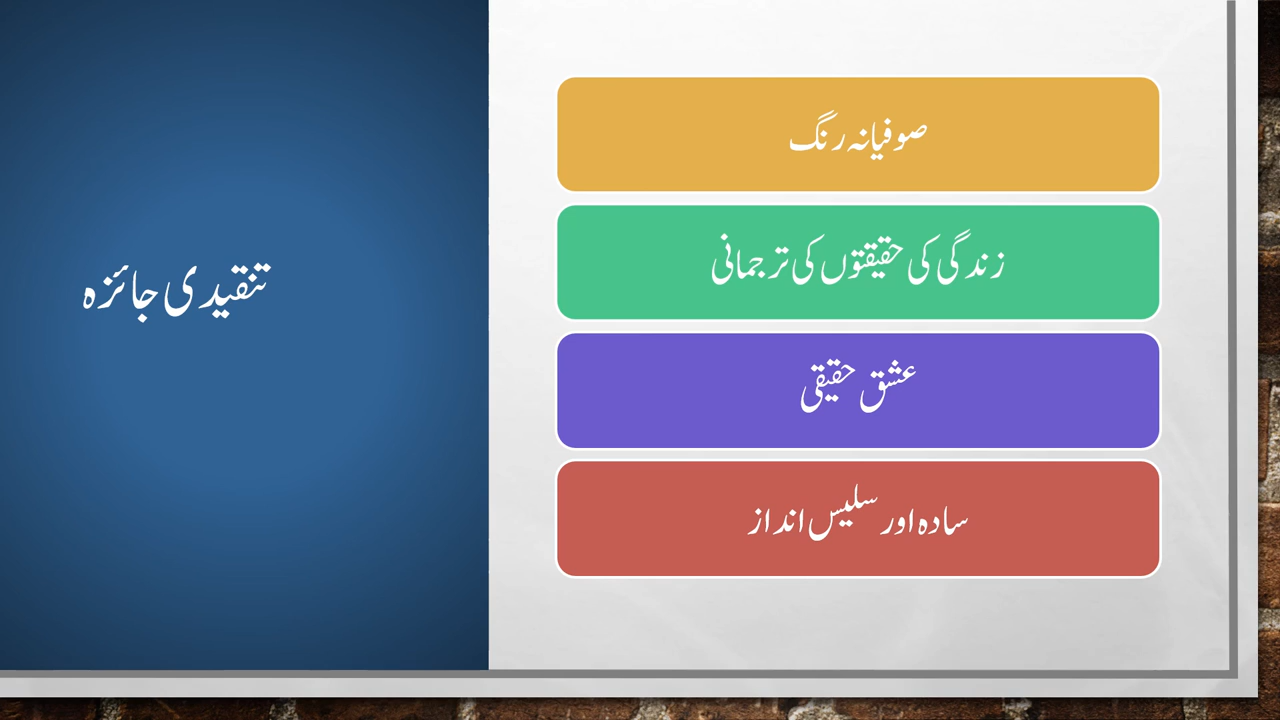 تنقیدی جائزہ
صوفیانہ رنگ
زندگی کی حقیقتوں کی ترجمانی
عشق حقیقی
سادہ اور سلیس انداز